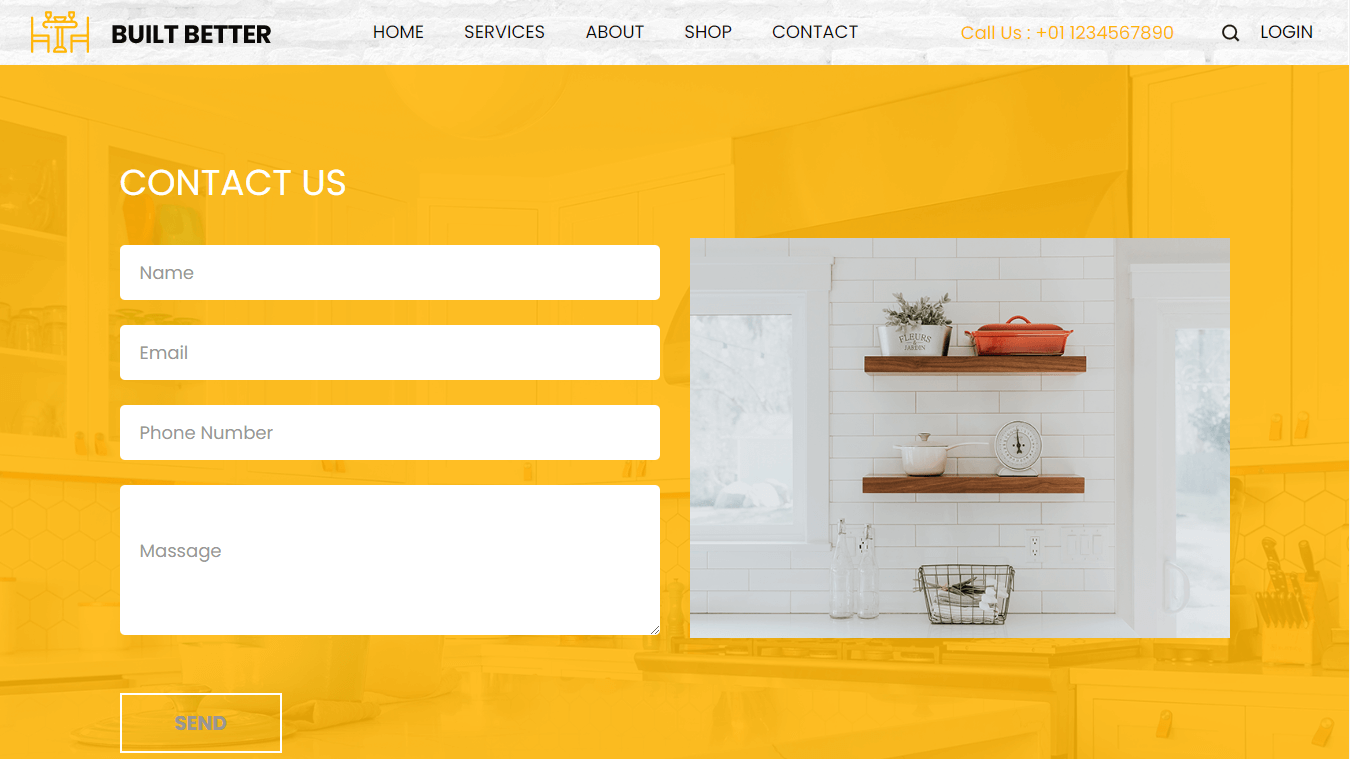 BUILT BETTER
HOME SERVICES ABOUT SHOP CONTACT
Call Us : +01 1234567890
LOGIN
CONTACT US
Name
Email
Phone Number
Massage
SEND
FLEURS
&
JARDIN